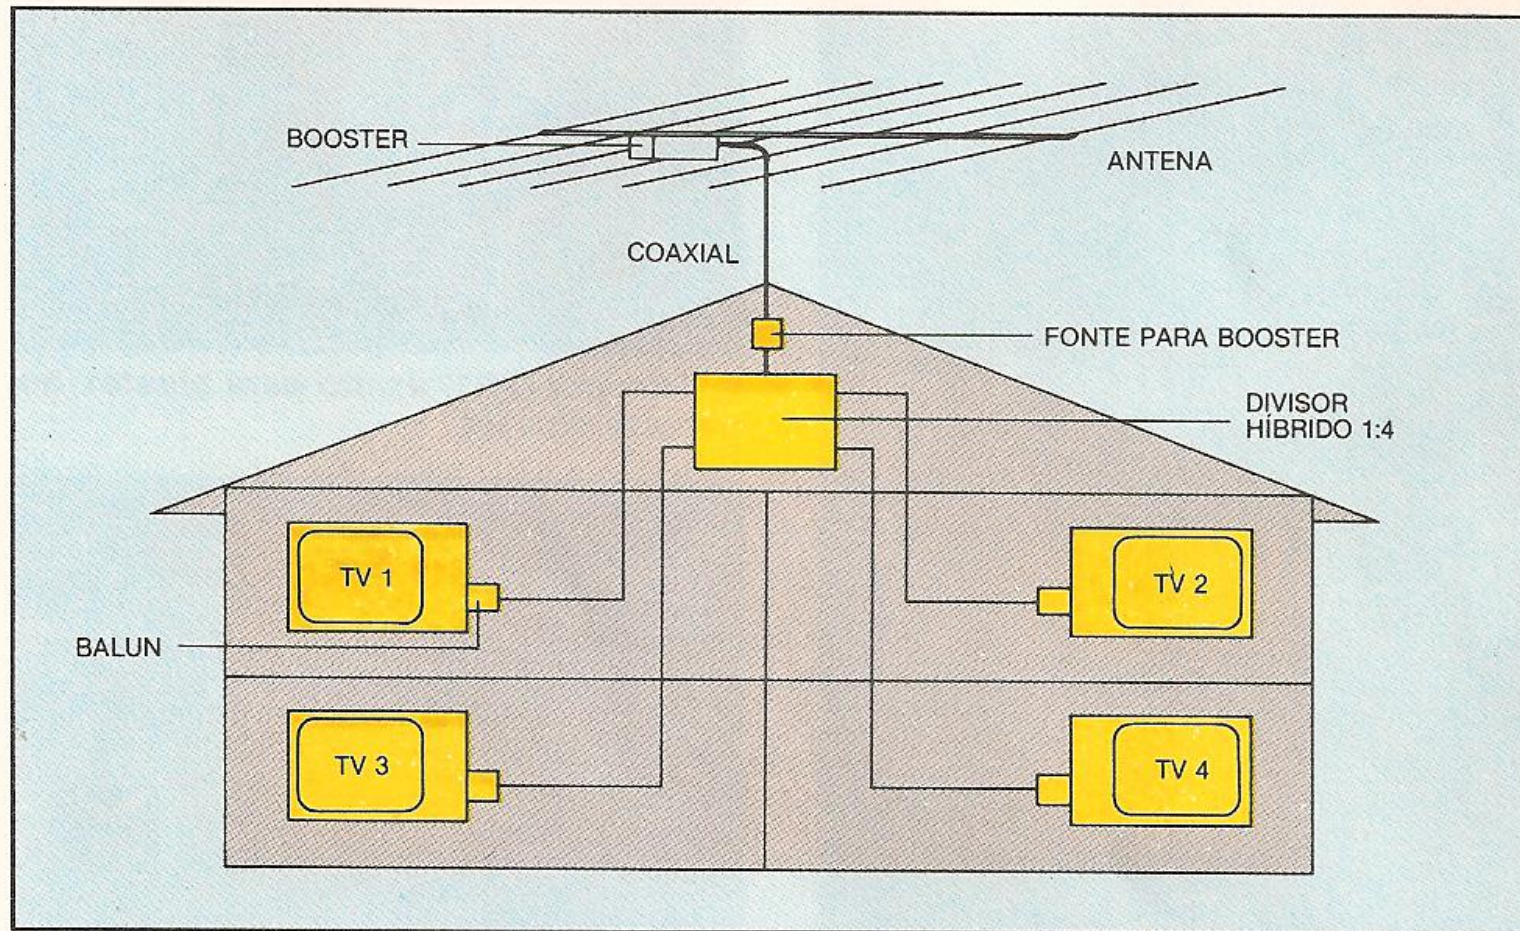 BOOSTER
ANTENA
COAXIAL
FONTE PARA BOOSTER
DIVISOR
HÍBRIDO 1:4
TV 1
TV 2
BALUN
TV 3
TV 4